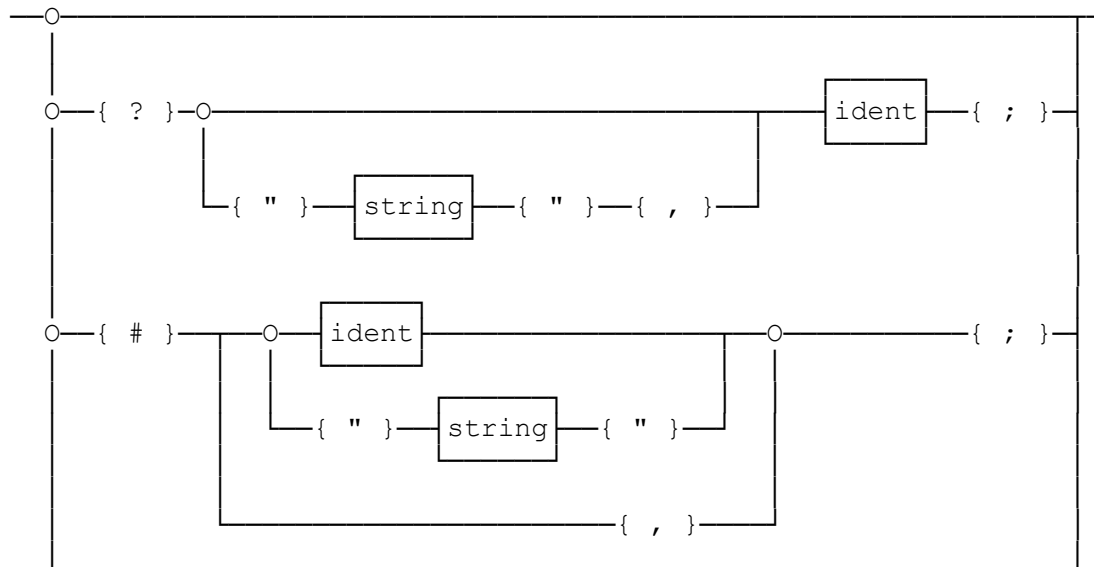 { ? } ident { ; }
{ " } string { " } { , }
{ # } ident { ; }
{ " } string { " }
{ , }